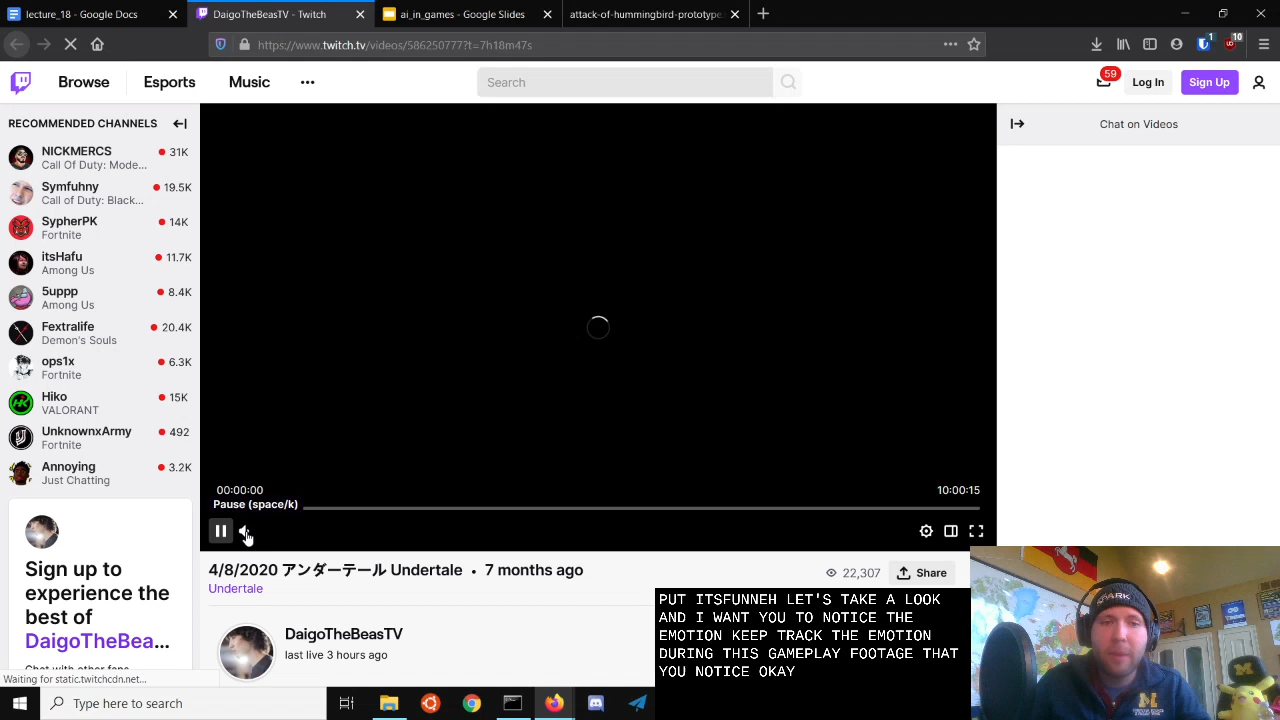 lecture_18 - Google Docs
DaigoTheBeasTV - Twitch
ai_in_games - Google Slides
attack-of-hummingbird-prototype
https://www.twitch.tv/videos/586250777?t=7h18m47s
1
10
Browse
Esports
Music
Search
59
Log In
Sign Up
RECOMMENDED CHANNELS
NICKMERCS
31K
Call Of Duty: Mode...
Symfuhny
19.5K
Call of Duty: Black...
SypherPK
14K
Fortnite
itsHafu
11.7K
Among Us
5uppp
8.4K
Among Us
Fextralife
20.4K
Demon's Souls
ops1x
6.3K
Fortnite
Hiko
15K
VALORANT
UnknownxArmy
492
Fortnite
Annoying
3.2K
Just Chatting
Sign up to
experience the
best of
DaigoTheBea...
Chat with other fans
Waiting for static.twitchcdn.net...
00:00:00
10:00:15
Pause (space/k)
4/8/2020 アンダーテール Undertale • 7 months ago
Undertale
22,307
Share
DaigoTheBeasTV
last live 3 hours ago
Chat on Videos
PUT ITSFUNNEH LET'S TAKE A LOOK
AND I WANT YOU TO NOTICE THE
EMOTION KEEP TRACK THE EMOTION
DURING THIS GAMEPLAY FOOTAGE THAT
YOU NOTICE OKAY
Type here to search